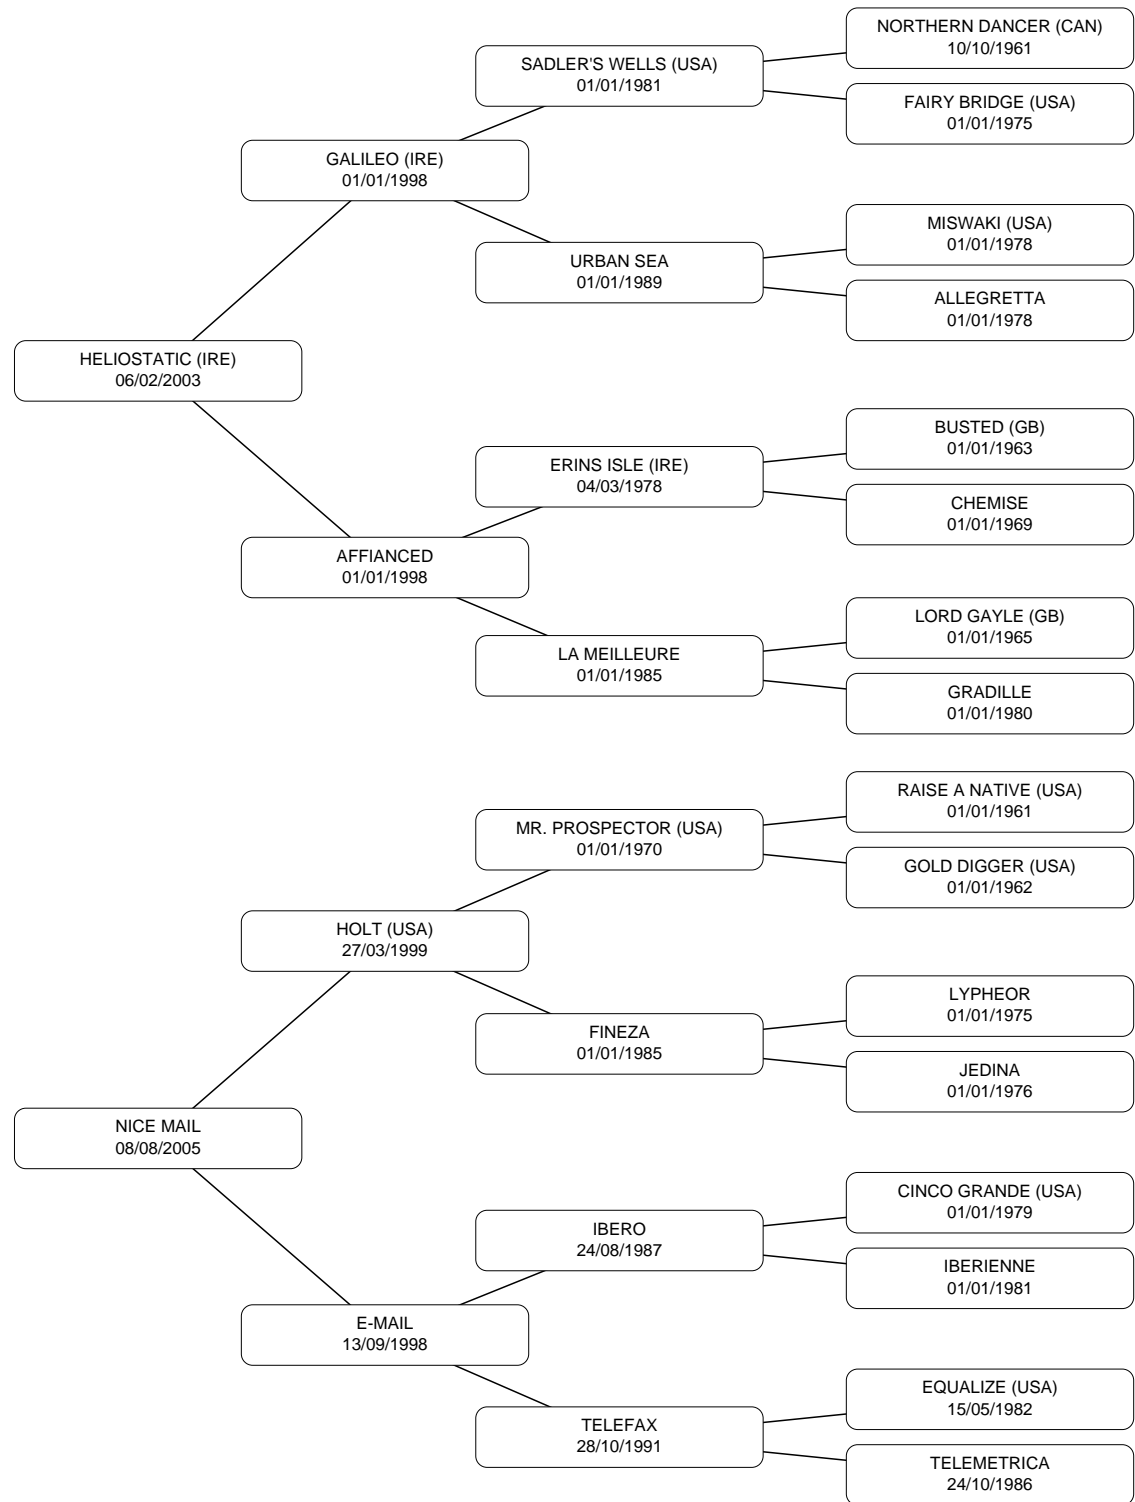 NORTHERN DANCER (CAN)
10/10/1961
SADLER'S WELLS (USA)
01/01/1981
FAIRY BRIDGE (USA)
01/01/1975
GALILEO (IRE)
01/01/1998
MISWAKI (USA)
01/01/1978
URBAN SEA
01/01/1989
ALLEGRETTA
01/01/1978
HELIOSTATIC (IRE)
06/02/2003
BUSTED (GB)
01/01/1963
ERINS ISLE (IRE)
04/03/1978
CHEMISE
01/01/1969
AFFIANCED
01/01/1998
LORD GAYLE (GB)
01/01/1965
LA MEILLEURE
01/01/1985
GRADILLE
01/01/1980
RAISE A NATIVE (USA)
01/01/1961
MR. PROSPECTOR (USA)
01/01/1970
GOLD DIGGER (USA)
01/01/1962
HOLT (USA)
27/03/1999
LYPHEOR
01/01/1975
FINEZA
01/01/1985
JEDINA
01/01/1976
NICE MAIL
08/08/2005
CINCO GRANDE (USA)
01/01/1979
IBERO
24/08/1987
IBERIENNE
01/01/1981
E-MAIL
13/09/1998
EQUALIZE (USA)
15/05/1982
TELEFAX
28/10/1991
TELEMETRICA
24/10/1986